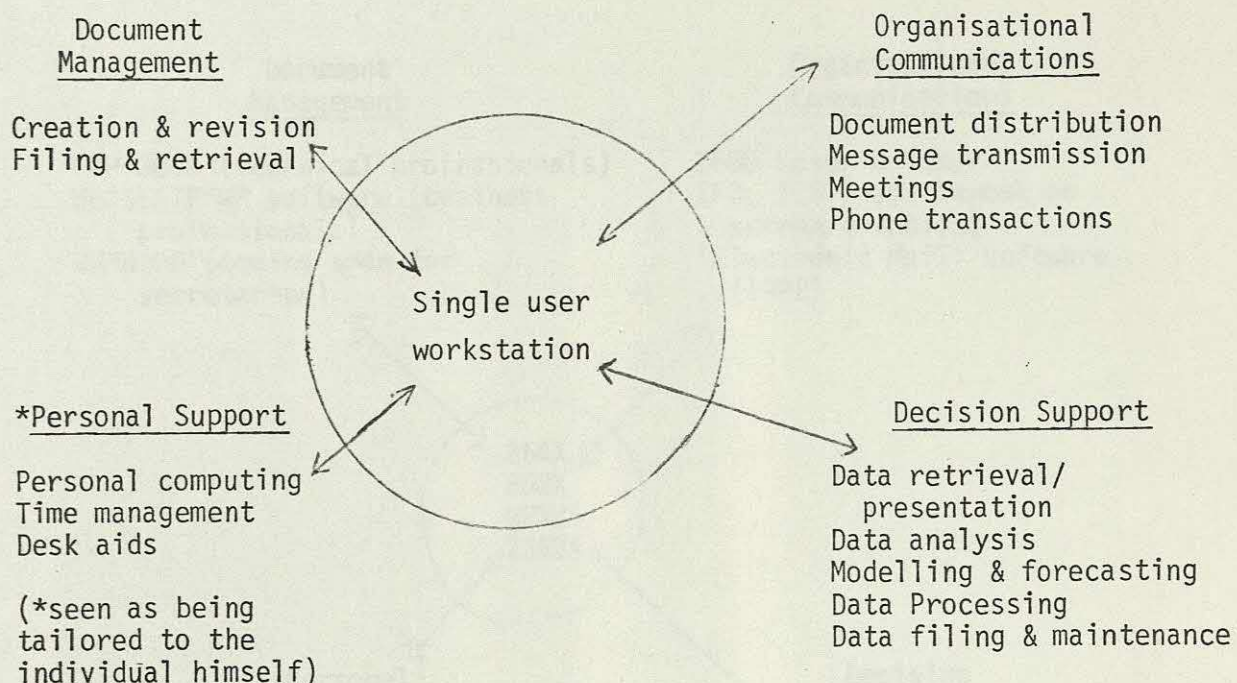 Document
Management
Creation & revision
Filing & retrieval
Organisational
Communications
Document distribution
Message transmission
Meetings
Phone transactions
Single user
workstation
*Personal Support
Personal computing
Time management
Desk aids
(*seen as being
tailored to the
individual himself)
Decision Support
Data retrieval/
presentation
Data analysis
Modelling & forecasting
Data Processing
Data filing & maintenance